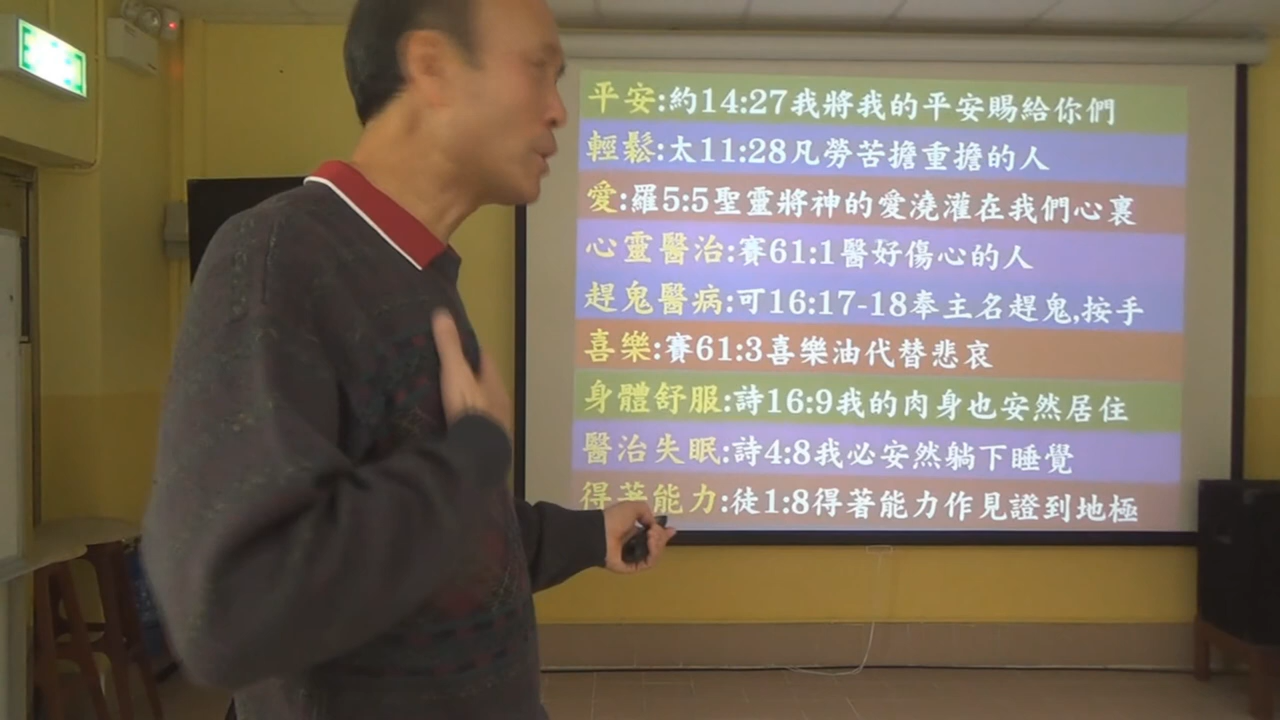 平安:約14:27我將我的平安賜給你們
輕鬆:太11:28凡勞苦擔重擔的人
愛:羅5:5聖靈將神的愛澆灌在我們心裏
心靈醫治:賽61:1醫好傷心的人
趕鬼醫病:可16:17-18奉主名趕鬼,按手
喜樂:賽61:3喜樂油代替悲哀
身體舒服:詩16:9我的肉身也安然居住
醫治失眠:詩4:8我必安然躺下睡覺
得著能力:徒1:8得著能力作見證到地極